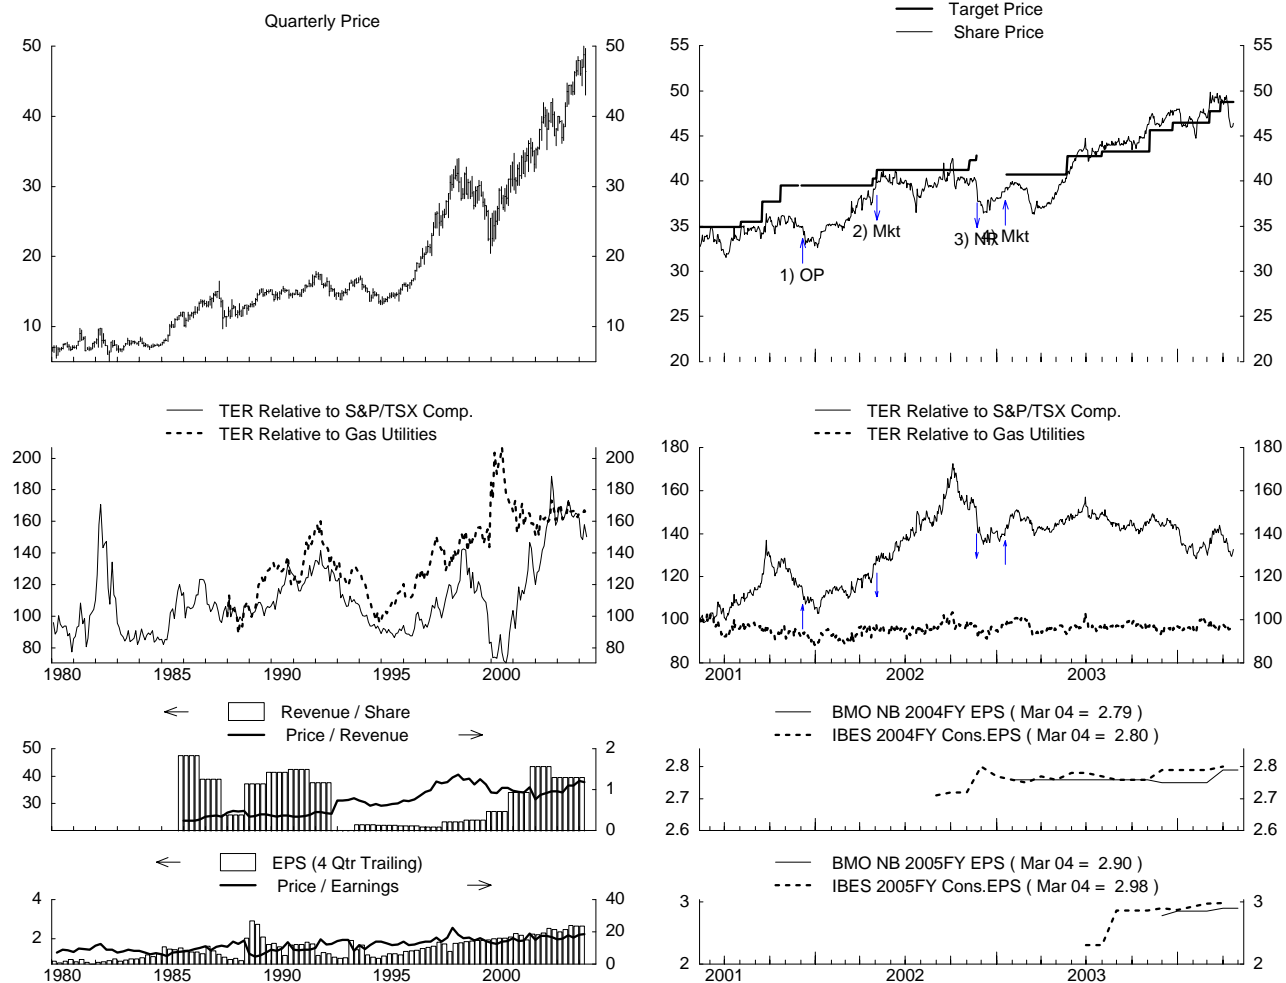 Quarterly Price
50 50
40 40
30 30
20 20
10 10
Target Price
Share Price
55 55
50 50
45 45
40 40
35 35
30 30
25 25
20 20
1) OP
2) Mkt
3) NR
4) Mkt
TER Relative to S&P/TSX Comp.
TER Relative to Gas Utilities
200 200
180 180
160 160
140 140
120 120
100 100
80 80
1980 1985 1990 1995 2000
TER Relative to S&P/TSX Comp.
TER Relative to Gas Utilities
180 180
160 160
140 140
120 120
100 100
80 80
2001 2002 2003
Revenue / Share
Price / Revenue
50 2
40
1
30
0
BMO NB 2004FY EPS ( Mar 04 = 2.79 )
IBES 2004FY Cons.EPS ( Mar 04 = 2.80 )
2.8 2.8
2.7 2.7
2.6 2.6
EPS (4 Qtr Trailing)
Price / Earnings
4 40
2 20
0
1980 1985 1990 1995 2000
BMO NB 2005FY EPS ( Mar 04 = 2.90 )
IBES 2005FY Cons.EPS ( Mar 04 = 2.98 )
3 3
2 2
2001 2002 2003